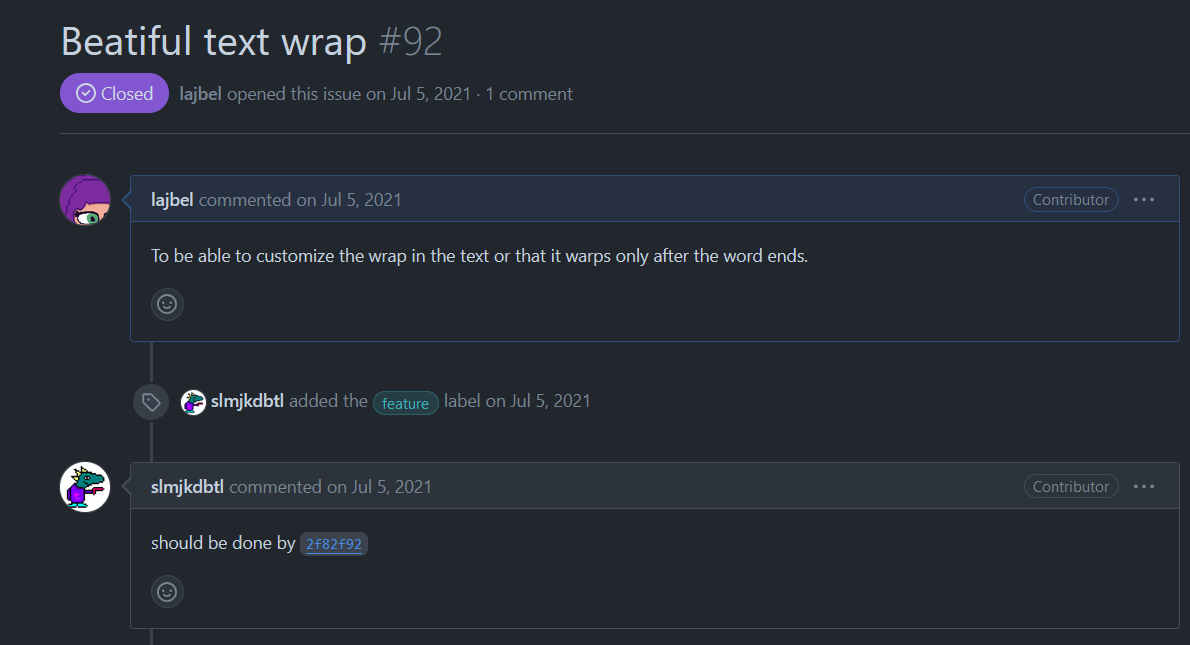 Beatiful text wrap #92
Closed lajbel opened this issue on Jul 5, 2021 · 1 comment
lajbel commented on Jul 5, 2021 Contributor ...
To be able to customize the wrap in the text or that it warps only after the word ends.
slmjkdbtl added the feature label on Jul 5, 2021
slmjkdbtl commented on Jul 5, 2021 Contributor ...
should be done by 2f82f92